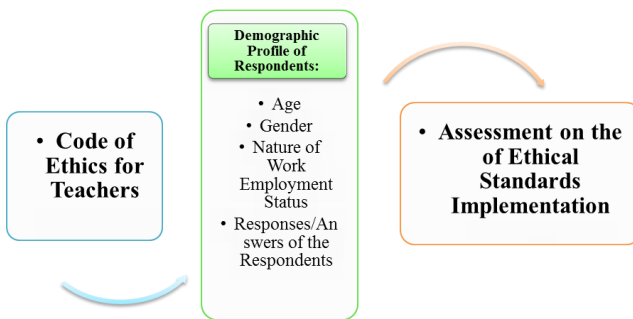 • Code of
Ethics for
Teachers
Demographic
Profile of
Respondents:
• Age
• Gender
• Nature of
Work
Employment
Status
• Responses/An
swers of the
Respondents
• Assessment on the
of Ethical
Standards
Implementation